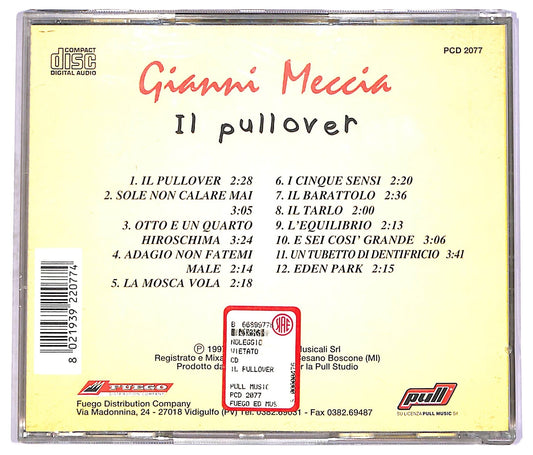 COMPACT
disc
DIGITAL AUDIO
PCD 2077
Gianni Meccia
Il pullover
1. IL PULLOVER 2:28
2. SOLE NON CALARE MAI
3:05
3. OTTO E UN QUARTO
HIROSCHIMA 3:24
4. ADAGIO NON FATEMI
MALE 2:14
5. LA MOSCA VOLA 2:18
6. I CINQUE SENSI 2:20
7. IL BARATTOLO 2:36
8. IL TARLO 2:00
9. L'EQUILIBRIO 2:13
10. E SEI COSI' GRANDE 3:06
11. UN TUBETTO DI DENTIFRICIO 3:41
12. EDEN PARK 2:15
8 021939 220774
NOLEGGIO
VIETATO
CD
IL PULLOVER
PULL MUSIC
PCD 2077
FUEGO ED MUS
Musicali Srl
Registrato e Mixa
esano Boscone (MI)
Prodotto da
r la Pull Studio
FUEGO
DISTRIBUTION COMPANY
Fuego Distribution Company
Via Madonnina, 24 - 27018 Vidigulfo (PV) - Tel. 0382.69031 - Fax 0382.69487
pull
SU LICENZA PULL MUSIC Srl